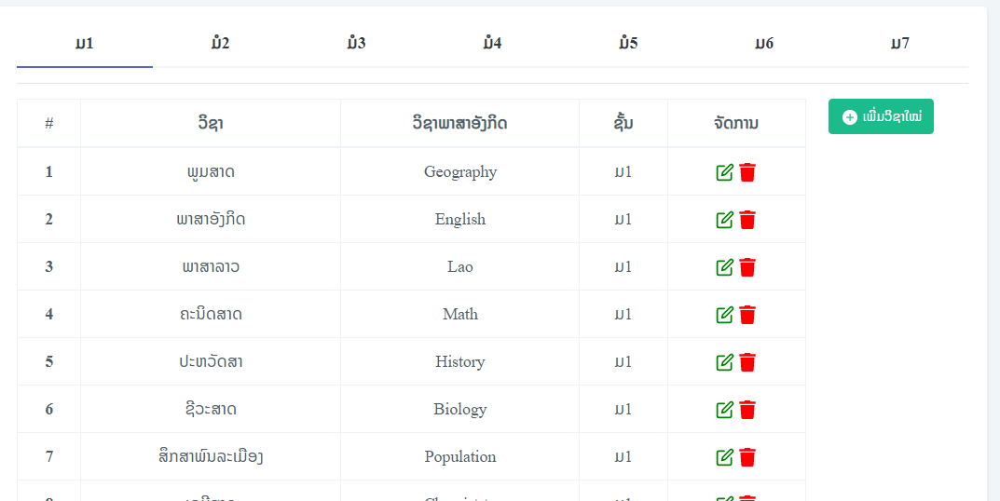 ມ1 ມໍ2 ມໍ3 ມໍ4 ມໍ5 ມ6 ມ7
# ວິຊາ ວິຊາພາສາອັງກິດ ຊັ້ນ ຈັດການ
ເພີ່ມວິຊາໃໝ່
1 ພູມສາດ Geography ມ1
2 ພາສາອັງກິດ English ມ1
3 ພາສາລາວ Lao ມ1
4 ຄະນິດສາດ Math ມ1
5 ປະຫວັດສາ History ມ1
6 ຊີວະສາດ Biology ມ1
7 ສຶກສາພົນລະເມືອງ Population ມ1